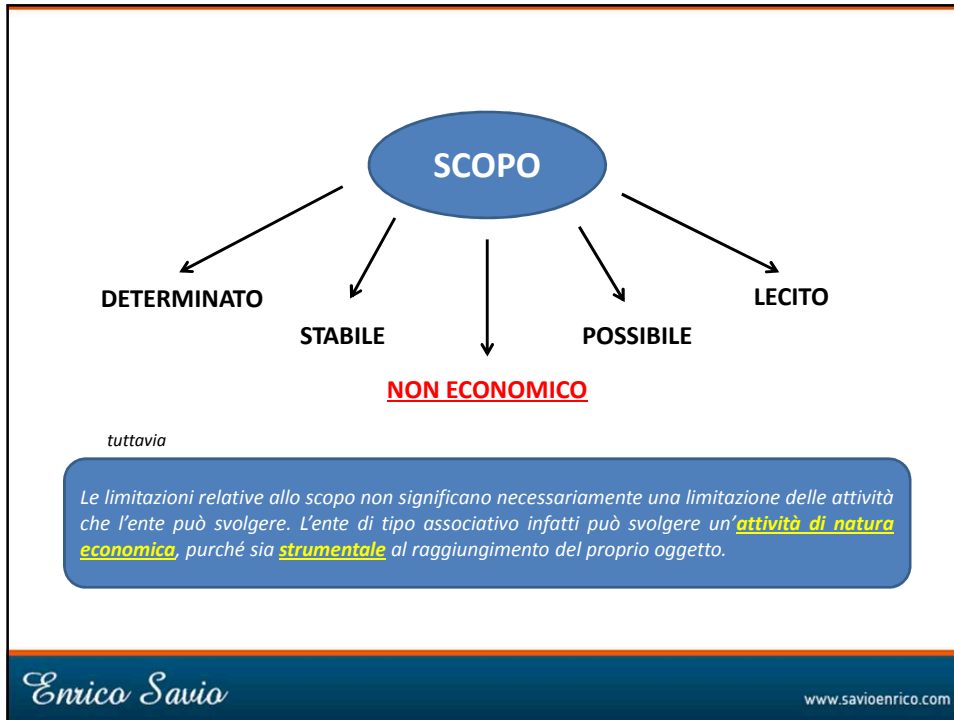 SCOPO
DETERMINATO
LECITO
STABILE
POSSIBILE
NON ECONOMICO
tuttavia
Le limitazioni relative allo scopo non significano necessariamente una limitazione delle attività
che l’ente può svolgere. L’ente di tipo associativo infatti può svolgere un’attività di natura
economica, purché sia strumentale al raggiungimento del proprio oggetto.
Enrico Savio
www.savioenrico.com